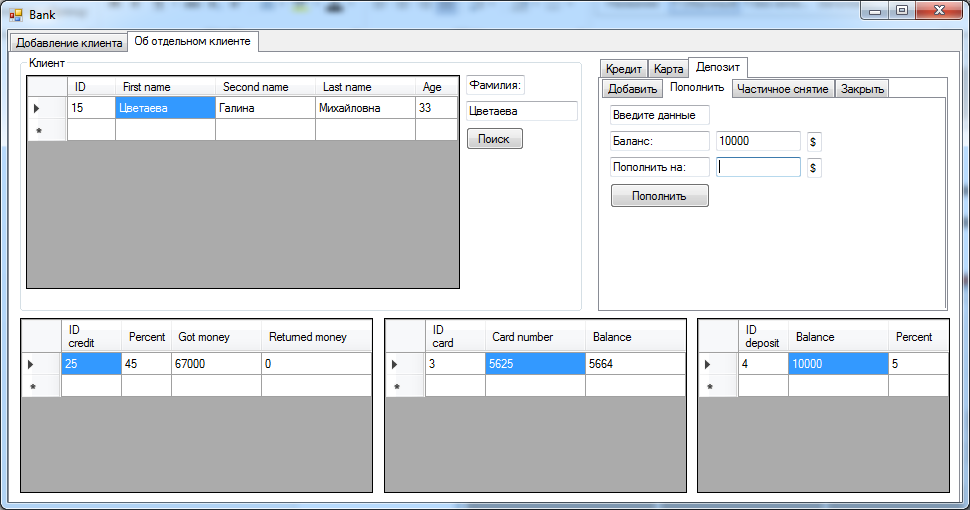 Bank
Добавление клиента Об отдельном клиенте
Клиент
ID First name Second name Last name Age
15 Цветаева Галина Михайловна 33
*
Фамилия:
Цветаева
Поиск
Кредит Карта Депозит
Добавить Пополнить Частичное снятие Закрыть
Введите данные
Баланс: 10000 $
Пополнить на: $
Пополнить
ID credit Percent Got money Returned money
25 45 67000 0
*
ID card Card number Balance
3 5625 5664
*
ID deposit Balance Percent
4 10000 5
*